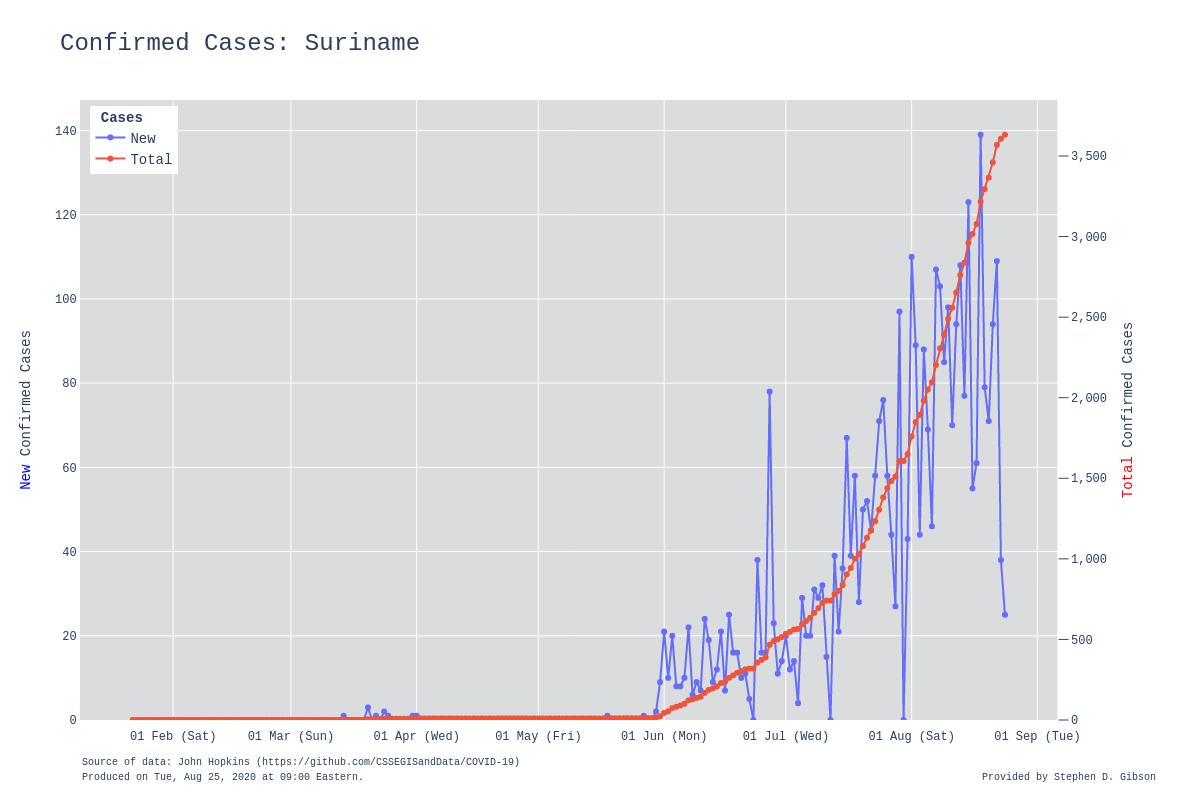 Confirmed Cases: Suriname
Cases
New
Total
140
120
100
80
60
40
20
0
New Confirmed Cases
3,500
3,000
2,500
2,000
1,500
1,000
500
0
Total Confirmed Cases
01 Feb (Sat) 01 Mar (Sun) 01 Apr (Wed) 01 May (Fri) 01 Jun (Mon) 01 Jul (Wed) 01 Aug (Sat) 01 Sep (Tue)
Source of data: John Hopkins (https://github.com/CSSEGISandData/COVID-19)
Produced on Tue, Aug 25, 2020 at 09:00 Eastern.
Provided by Stephen D. Gibson